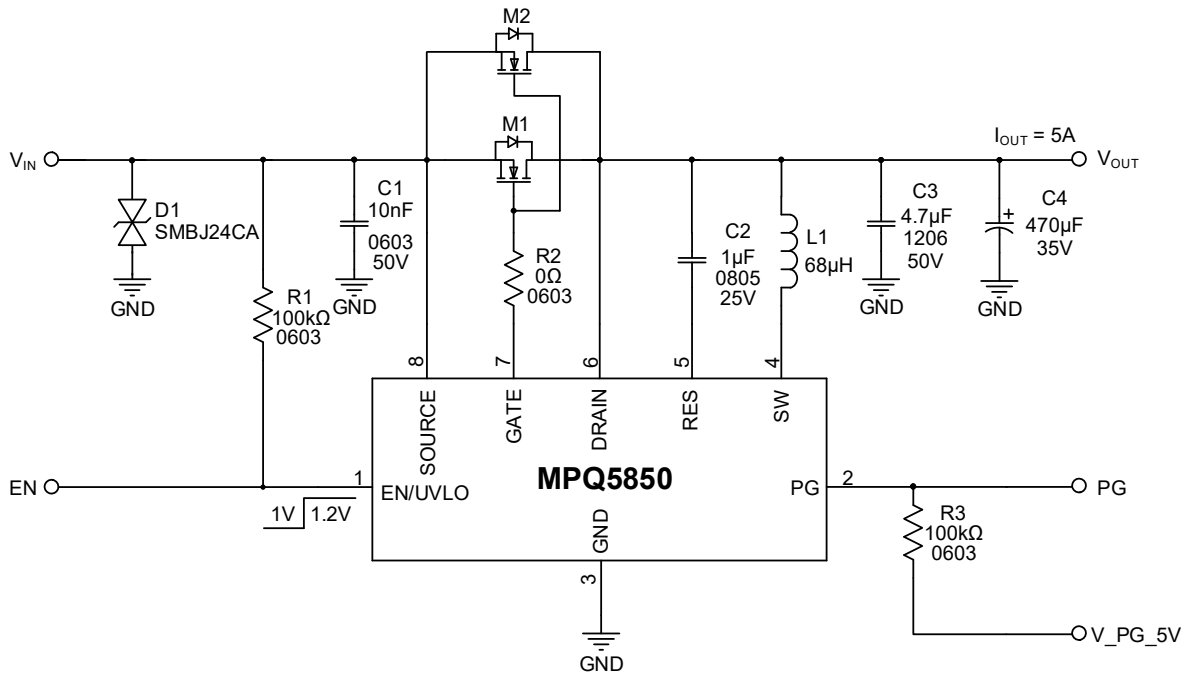 M2
M1
I_OUT = 5A
V_IN
V_OUT
D1
SMBJ24CA
GND
C1
10nF
0603
50V
GND
R2
0Ω
0603
C2
1µF
0805
25V
L1
68µH
C3
4.7µF
1206
50V
GND
C4
470µF
35V
+
GND
R1
100kΩ
0603
8
7
6
5
4
SOURCE
GATE
DRAIN
RES
SW
MPQ5850
EN
1
EN/UVLO
1V
1.2V
PG
2
PG
GND
3
GND
R3
100kΩ
0603
V_PG_5V